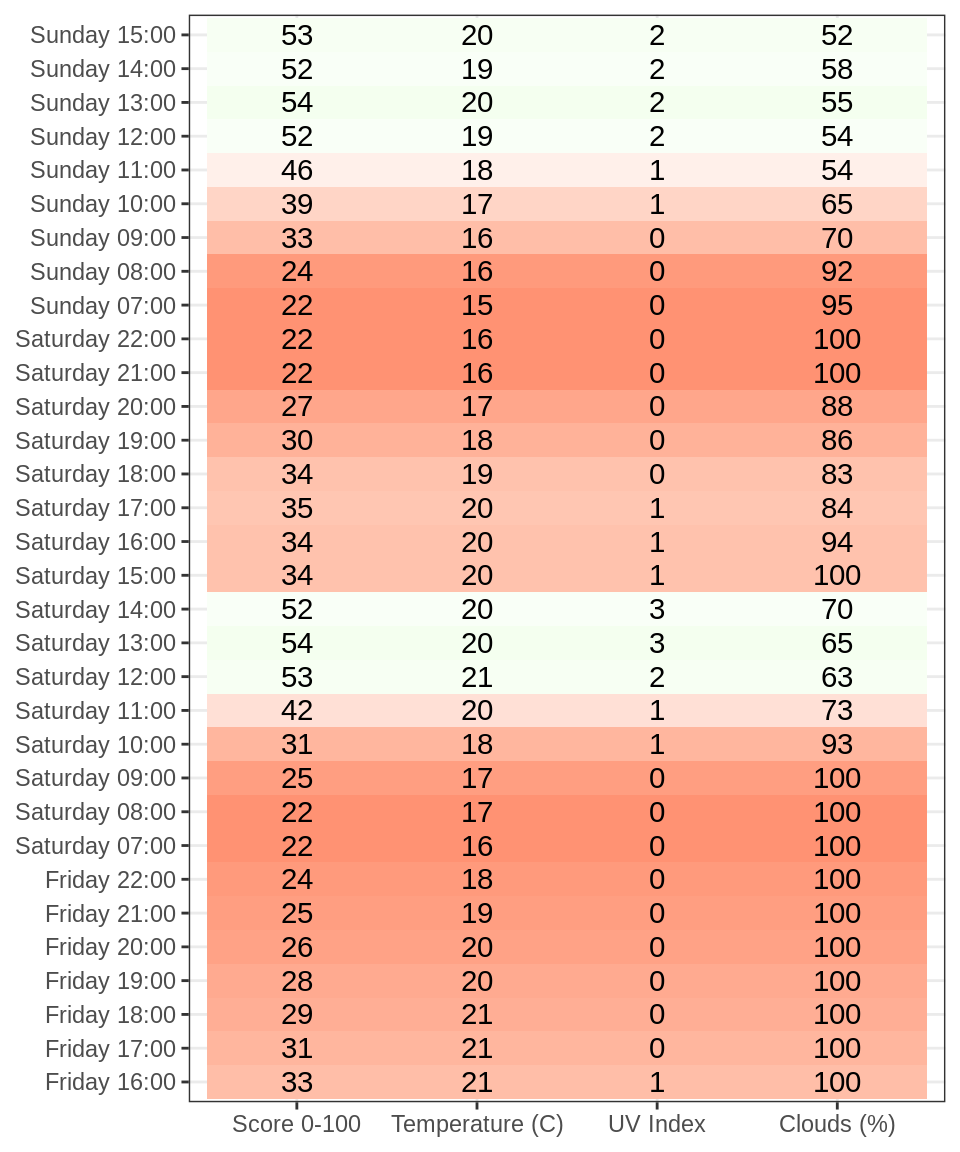 Sunday 15:00 53 20 2 52
Sunday 14:00 52 19 2 58
Sunday 13:00 54 20 2 55
Sunday 12:00 52 19 2 54
Sunday 11:00 46 18 1 54
Sunday 10:00 39 17 1 65
Sunday 09:00 33 16 0 70
Sunday 08:00 24 16 0 92
Sunday 07:00 22 15 0 95
Saturday 22:00 22 16 0 100
Saturday 21:00 22 16 0 100
Saturday 20:00 27 17 0 88
Saturday 19:00 30 18 0 86
Saturday 18:00 34 19 0 83
Saturday 17:00 35 20 1 84
Saturday 16:00 34 20 1 94
Saturday 15:00 34 20 1 100
Saturday 14:00 52 20 3 70
Saturday 13:00 54 20 3 65
Saturday 12:00 53 21 2 63
Saturday 11:00 42 20 1 73
Saturday 10:00 31 18 1 93
Saturday 09:00 25 17 0 100
Saturday 08:00 22 17 0 100
Saturday 07:00 22 16 0 100
Friday 22:00 24 18 0 100
Friday 21:00 25 19 0 100
Friday 20:00 26 20 0 100
Friday 19:00 28 20 0 100
Friday 18:00 29 21 0 100
Friday 17:00 31 21 0 100
Friday 16:00 33 21 1 100
Score 0-100 Temperature (C) UV Index Clouds (%)